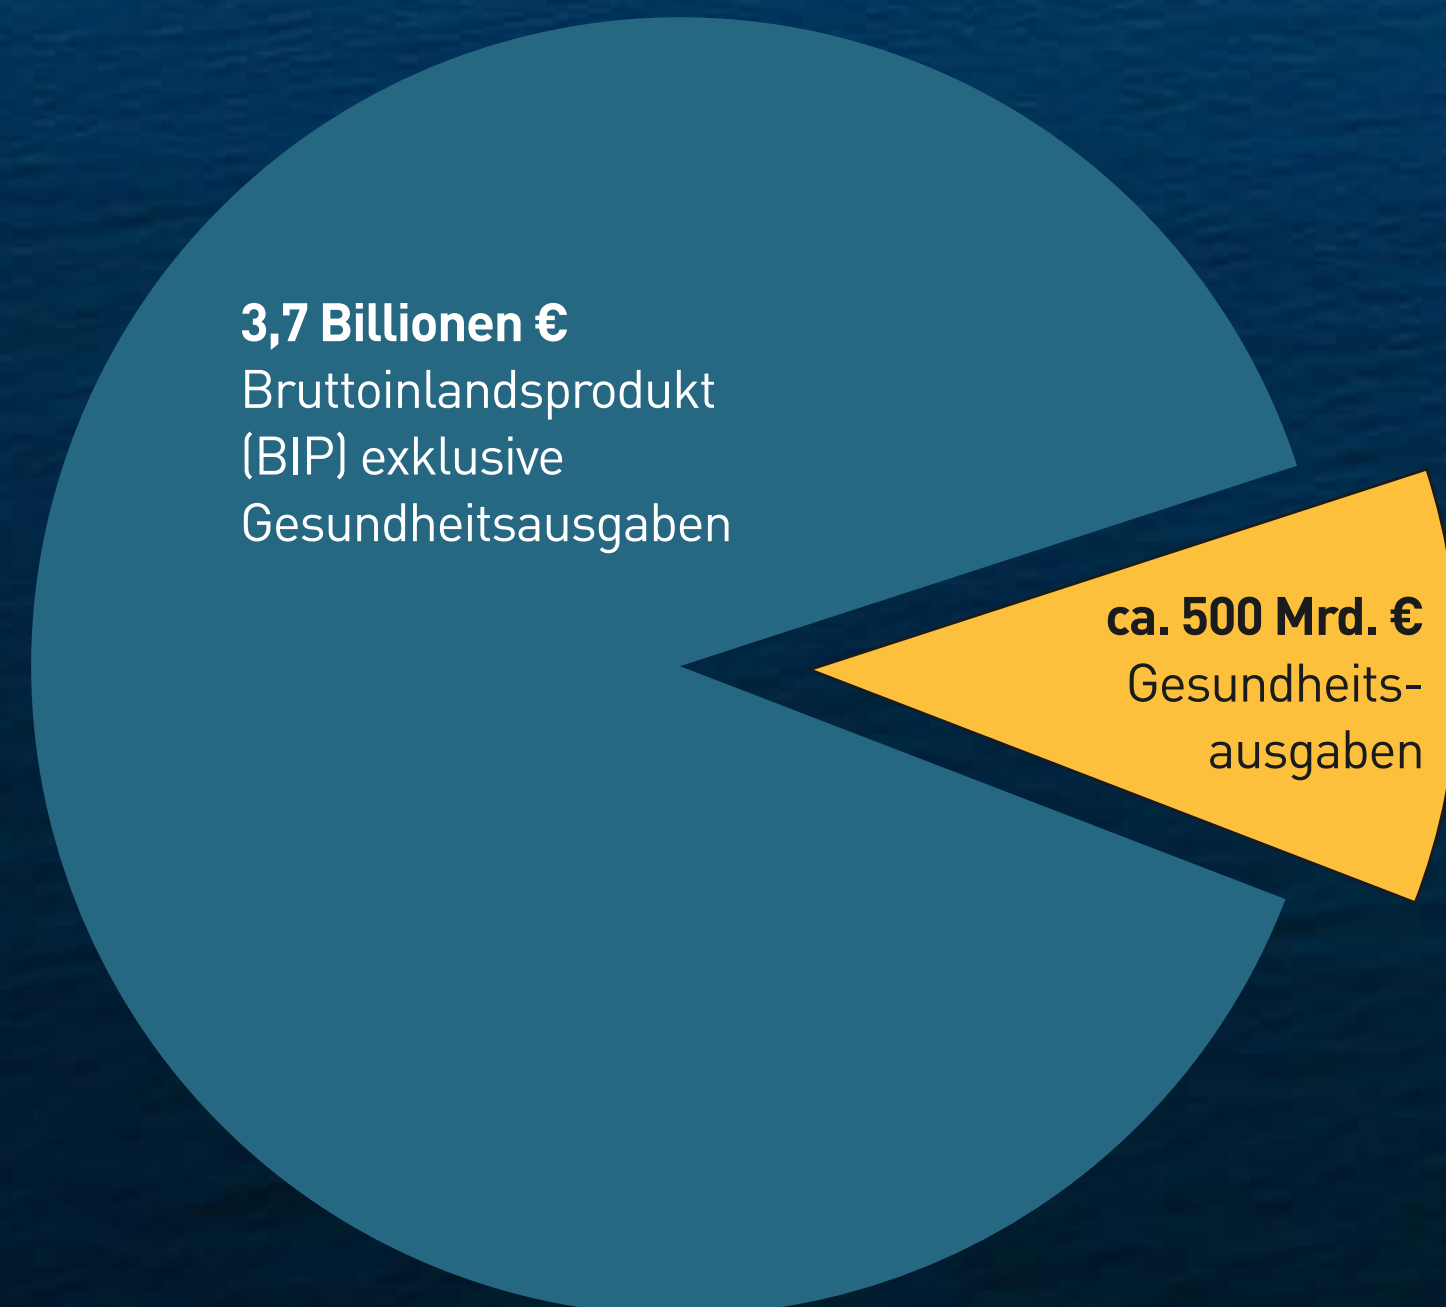 3,7 Billionen €
Bruttoinlandsprodukt
(BIP) exklusive
Gesundheitsausgaben
ca. 500 Mrd. €
Gesundheits-
ausgaben